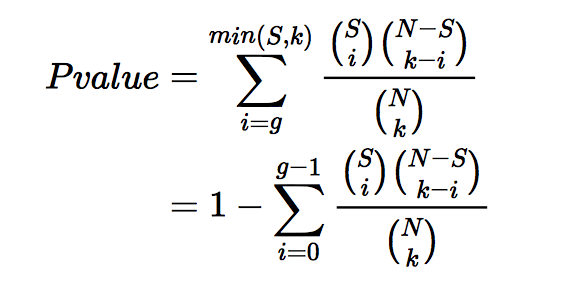 $Pvalue = \sum_{i=g}^{min(S,k)} \frac{\binom{S}{i}\binom{N-S}{k-i}}{\binom{N}{k}}$
$= 1 - \sum_{i=0}^{g-1} \frac{\binom{S}{i}\binom{N-S}{k-i}}{\binom{N}{k}}$